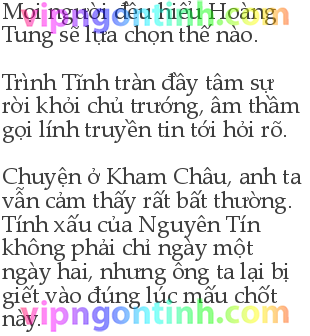 Mọi người đều hiểu Hoàng
Tung sẽ lựa chọn thế nào.
Trình Tĩnh tràn đầy tâm sự
rời khỏi chủ trướng, âm thầm
gọi lính truyền tin tới hỏi rõ.
Chuyện ở Kham Châu, anh ta
vẫn cảm thấy rất bất thường.
Tính xấu của Nguyên Tín
không phải chỉ ngày một
ngày hai, nhưng ông ta lại bị
giết vào đúng lúc mấu chốt
này.
vipngontinh.com
vipngontinh.com